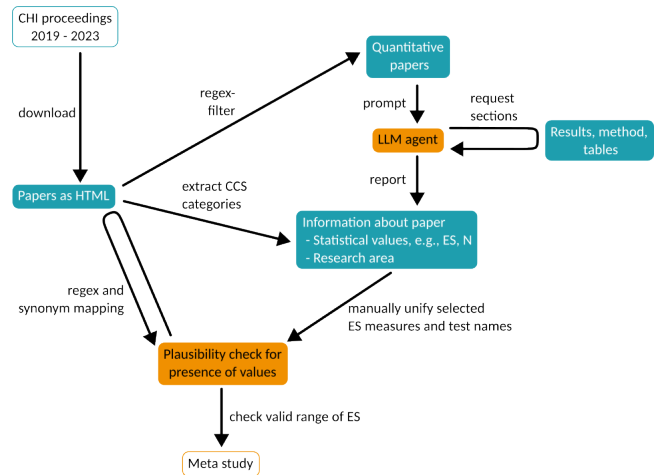 CHI proceedings
2019 - 2023
download
Papers as HTML
regex-
filter
Quantitative
papers
prompt
request
sections
LLM agent
Results, method,
tables
report
extract CCS
categories
Information about paper
- Statistical values, e.g., ES, N
- Research area
regex and
synonym mapping
manually unify selected
ES measures and test names
Plausibility check for
presence of values
check valid range of ES
Meta study